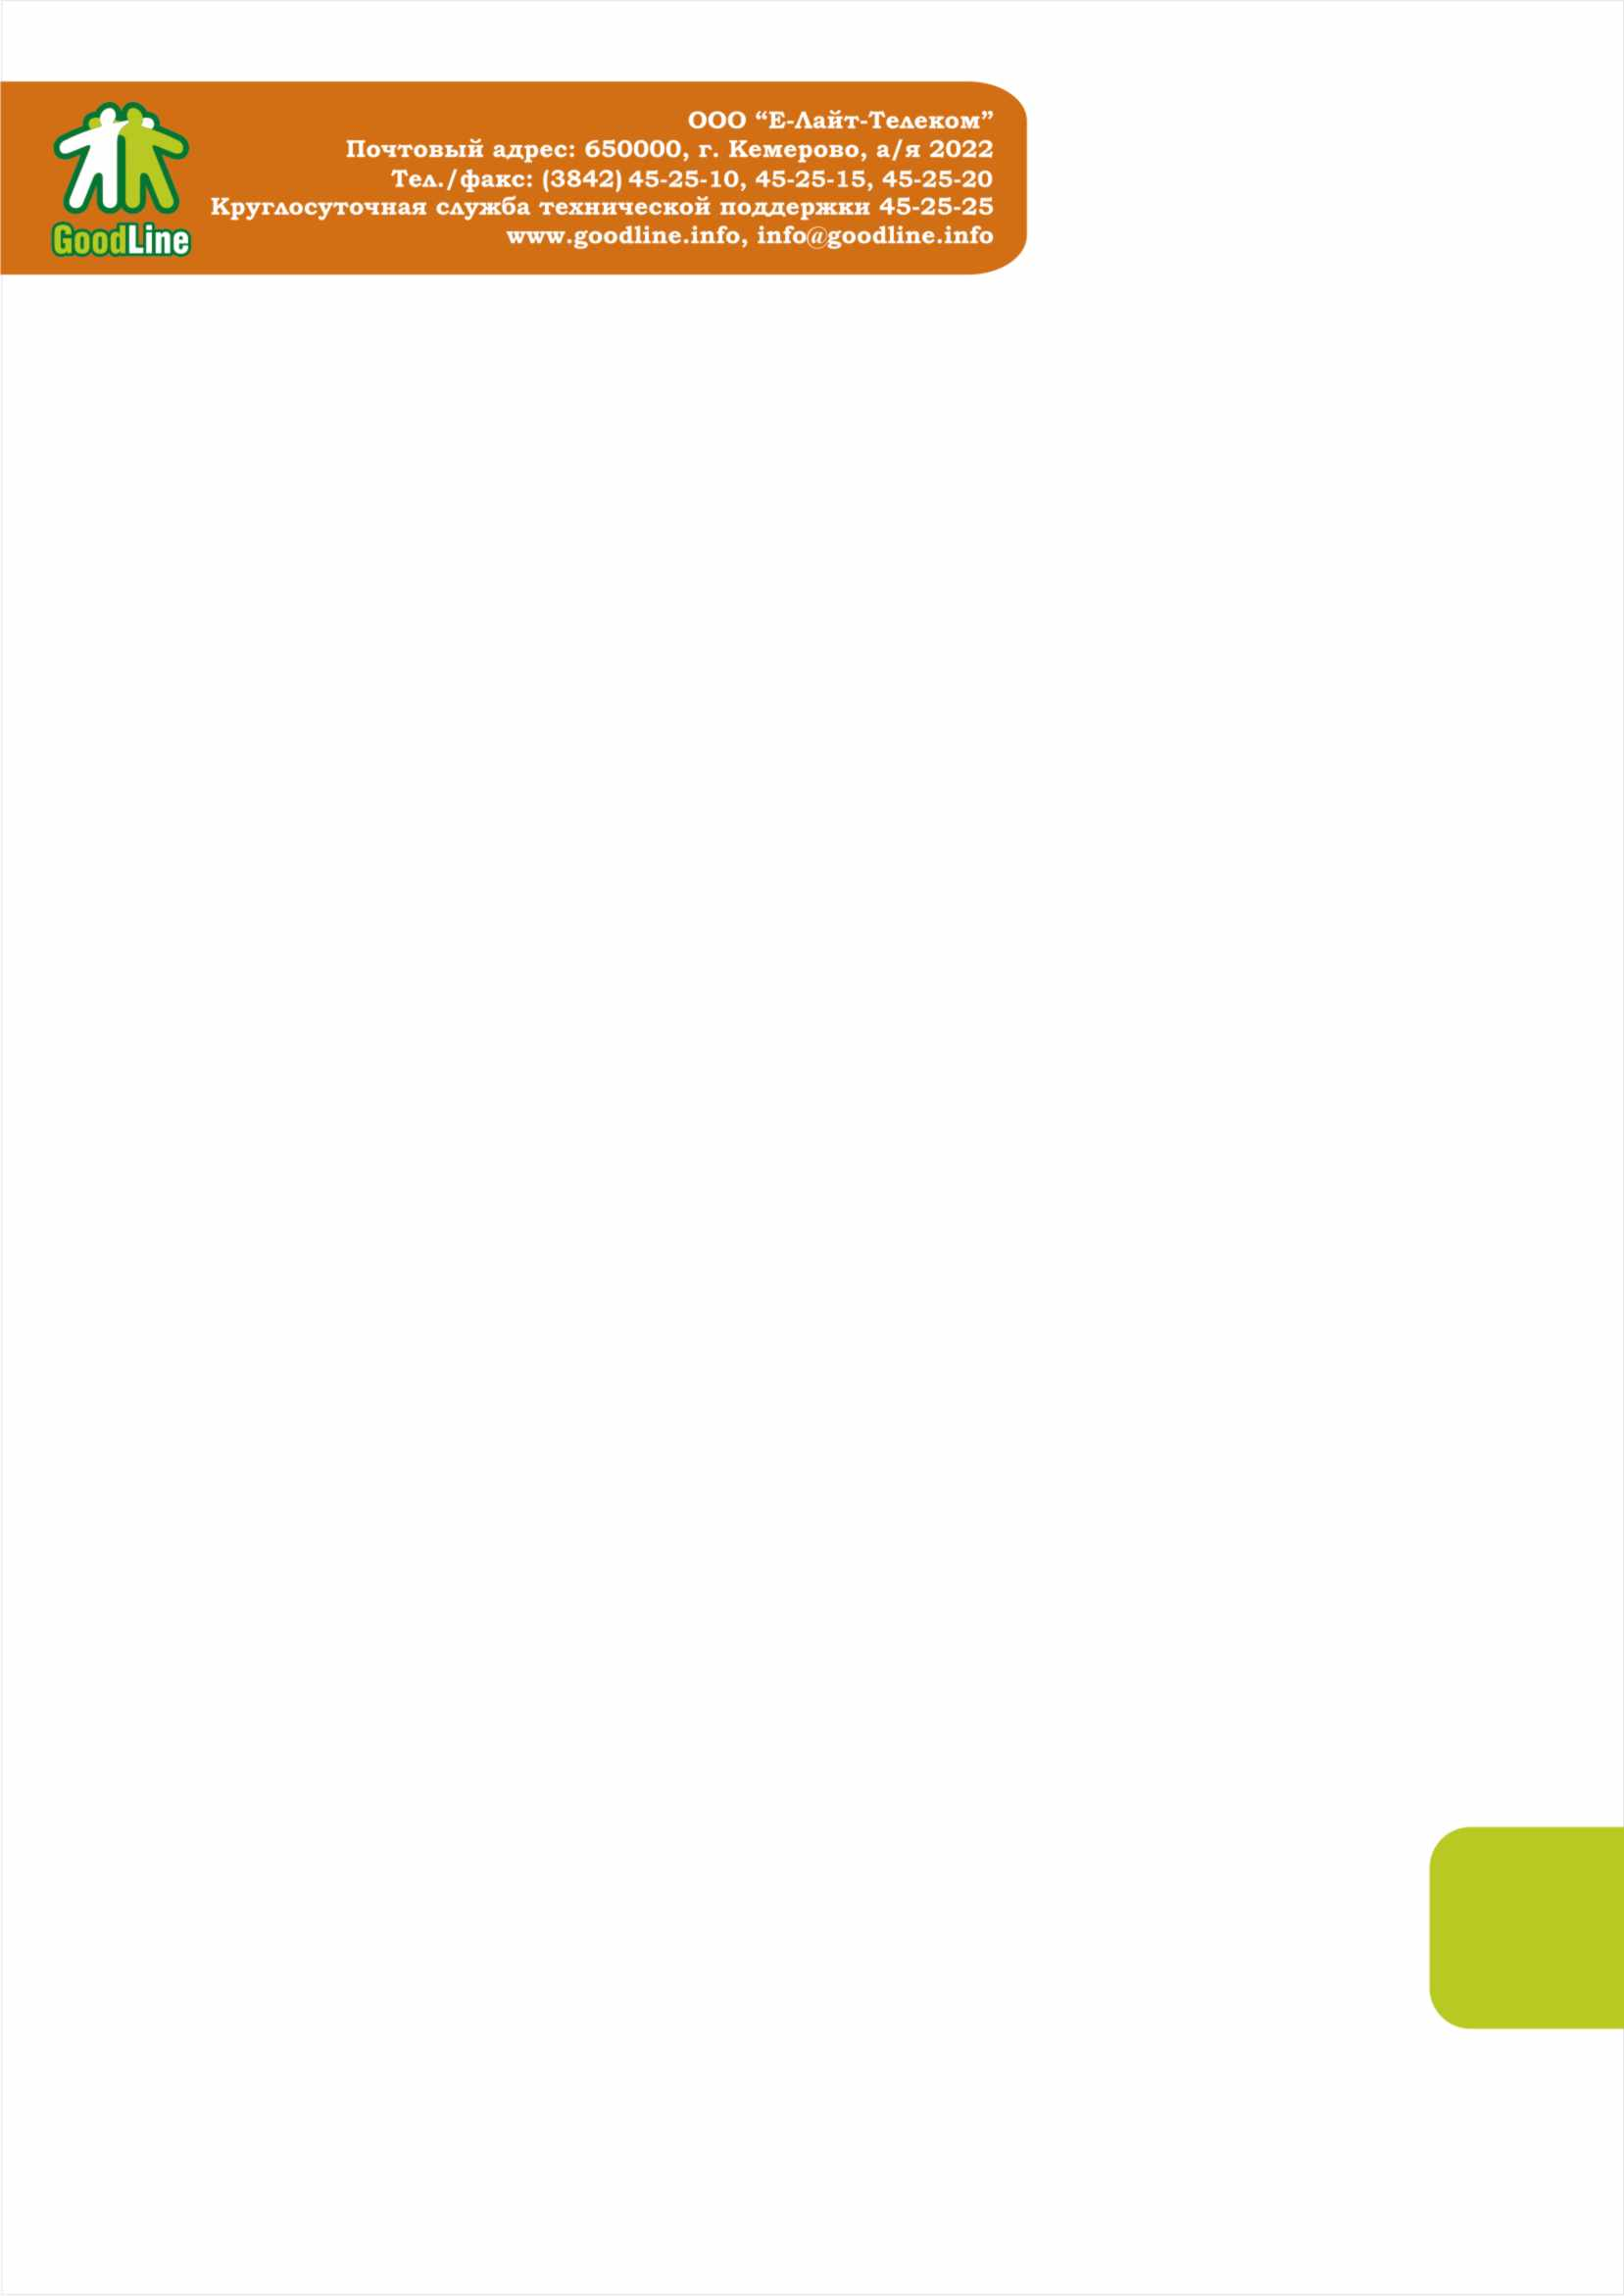 ООО “Е-Лайт-Телеком”
Почтовый адрес: 650000, г. Кемерово, а/я 2022
Тел./факс: (3842) 45-25-10, 45-25-15, 45-25-20
Круглосуточная служба технической поддержки 45-25-25
www.goodline.info, info@goodline.info
GoodLine